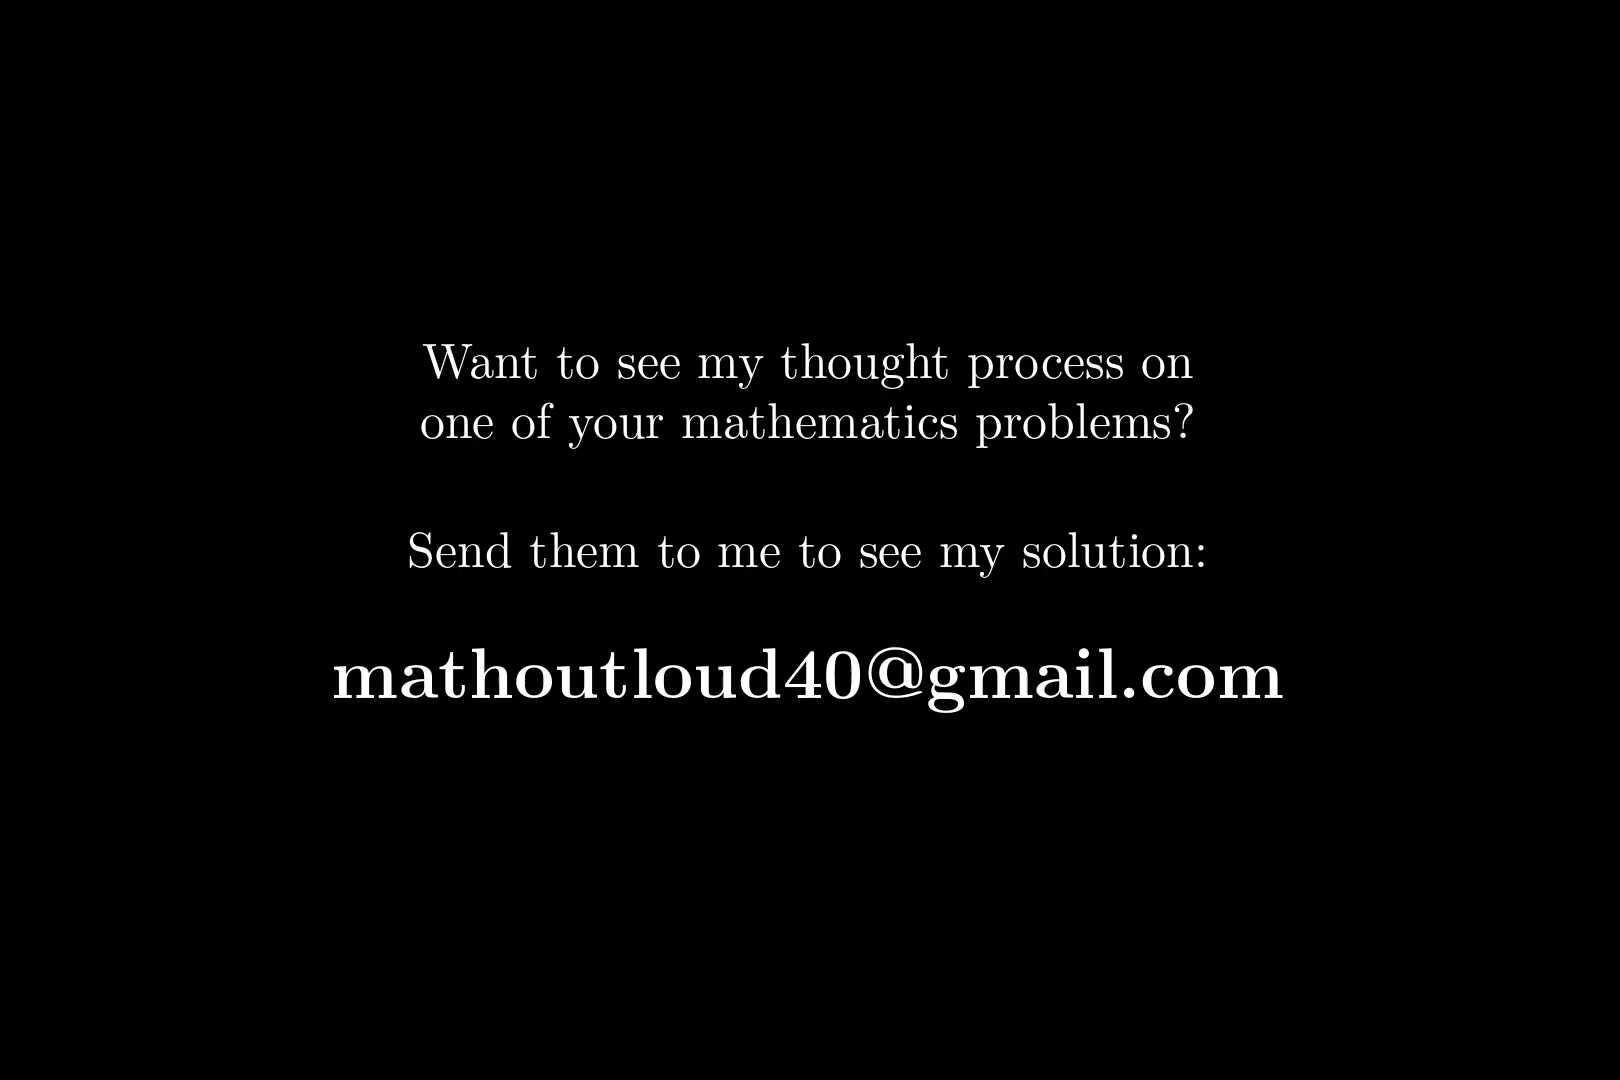 Want to see my thought process on
one of your mathematics problems?
Send them to me to see my solution:
mathoutloud40@gmail.com